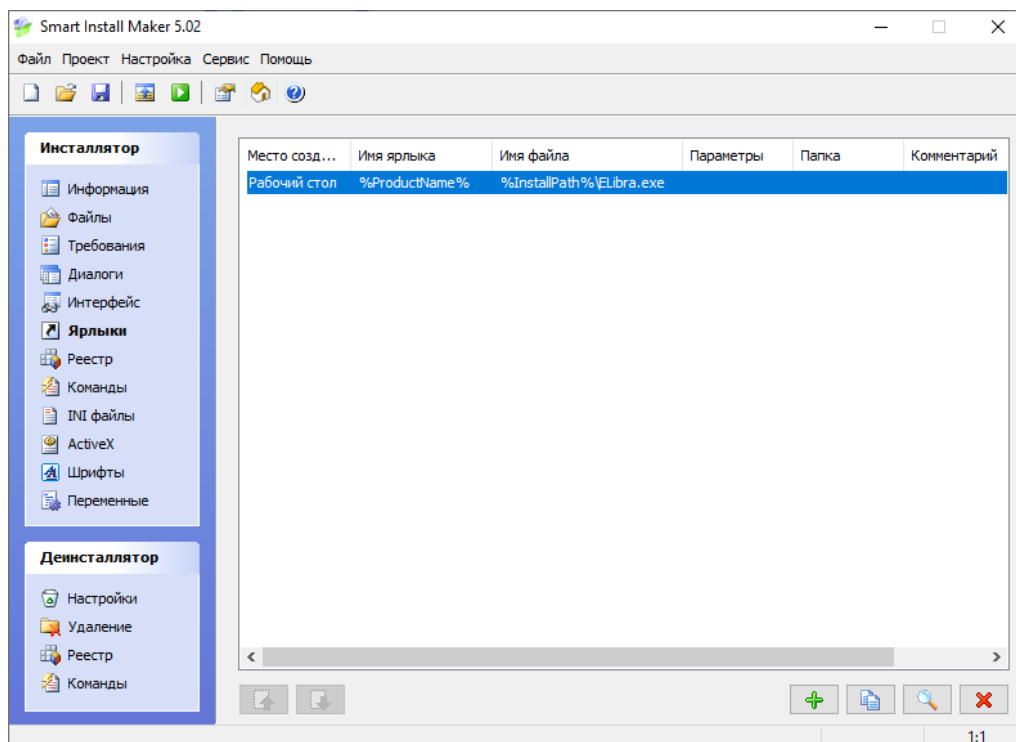 Smart Install Maker 5.02
Файл Проект Настройка Сервис Помощь
Инсталлятор
Информация
Файлы
Требования
Диалоги
Интерфейс
Ярлыки
Реестр
Команды
INI файлы
ActiveX
Шрифты
Переменные
Деинсталлятор
Настройки
Удаление
Реестр
Команды
Место созд... Имя ярлыка Имя файла Параметры Папка Комментарий
Рабочий стол %ProductName% %InstallPath%\ELibra.exe
1:1